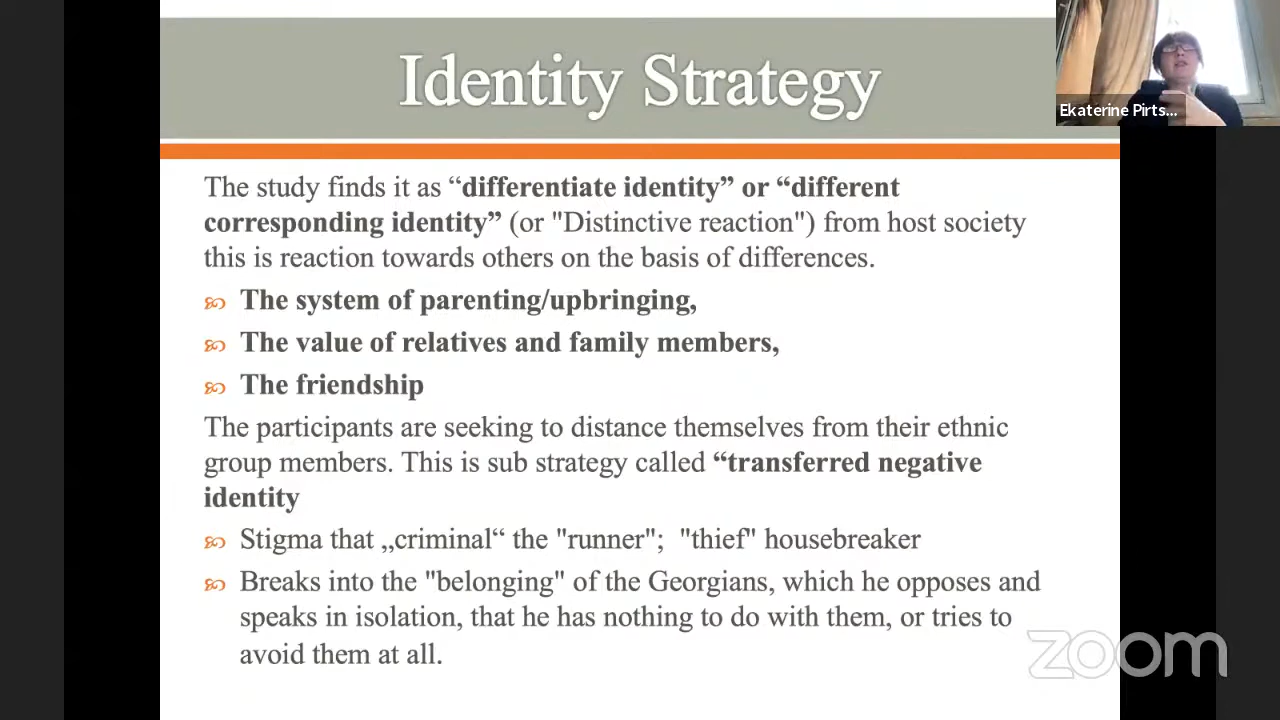 Identity Strategy
Ekaterine Pirts...
The study finds it as “differentiate identity” or “different
corresponding identity” (or "Distinctive reaction") from host society
this is reaction towards others on the basis of differences.
The system of parenting/upbringing,
The value of relatives and family members,
The friendship
The participants are seeking to distance themselves from their ethnic
group members. This is sub strategy called “transferred negative
identity
Stigma that „criminal“ the "runner"; "thief" housebreaker
Breaks into the "belonging" of the Georgians, which he opposes and
speaks in isolation, that he has nothing to do with them, or tries to
avoid them at all.
zoom